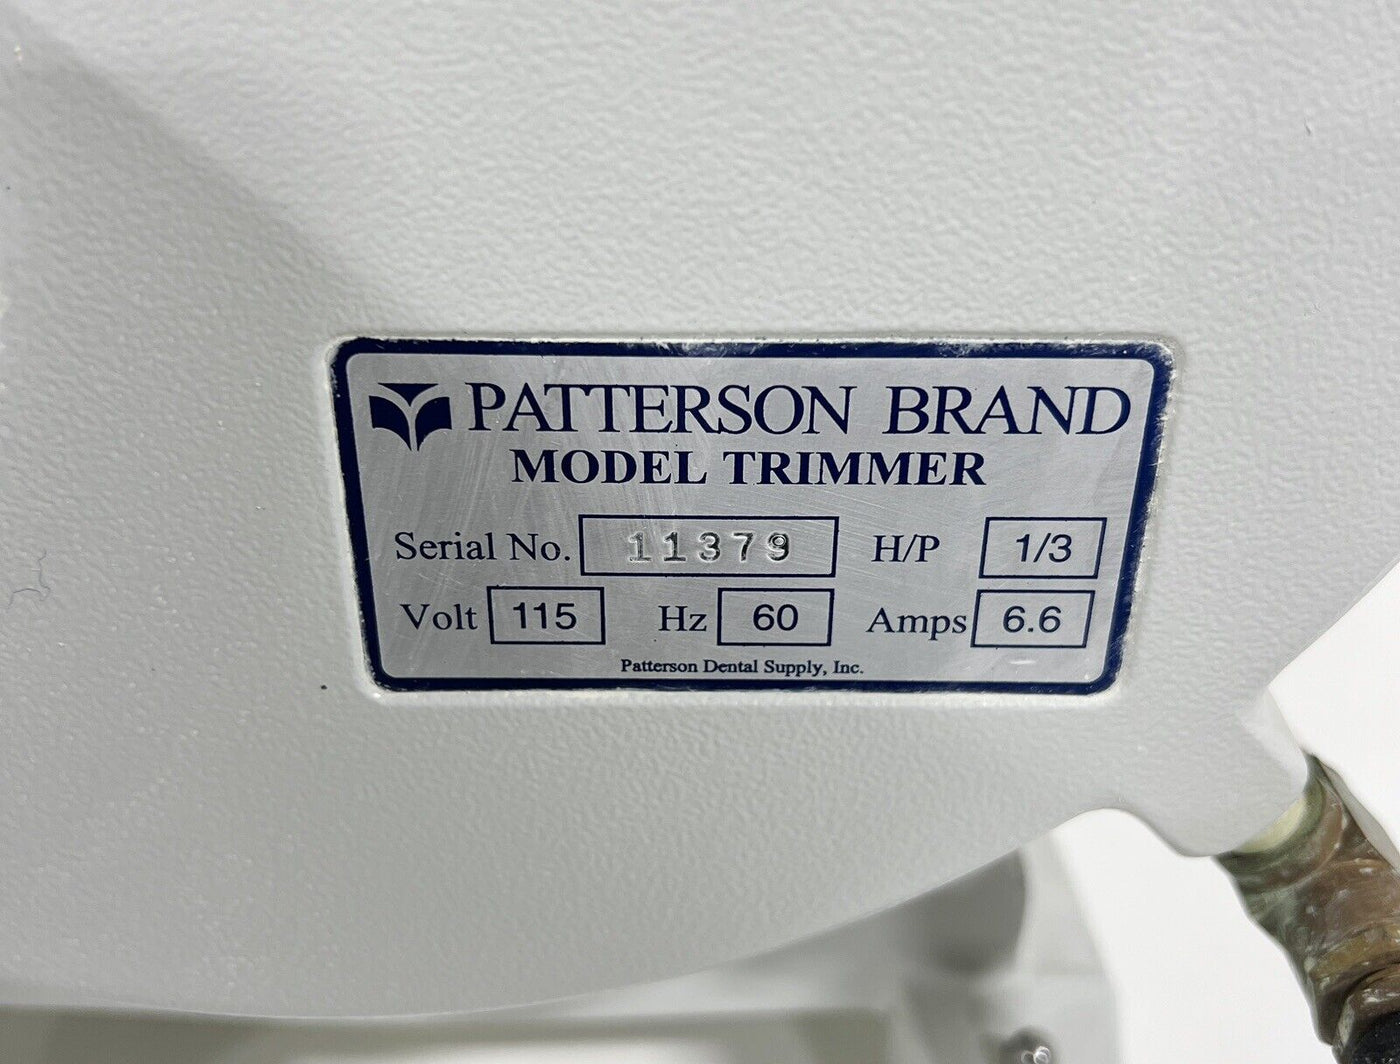 PATTERSON BRAND
MODEL TRIMMER
Serial No. 11379 H/P 1/3
Volt 115 Hz 60 Amps 6.6
Patterson Dental Supply, Inc.